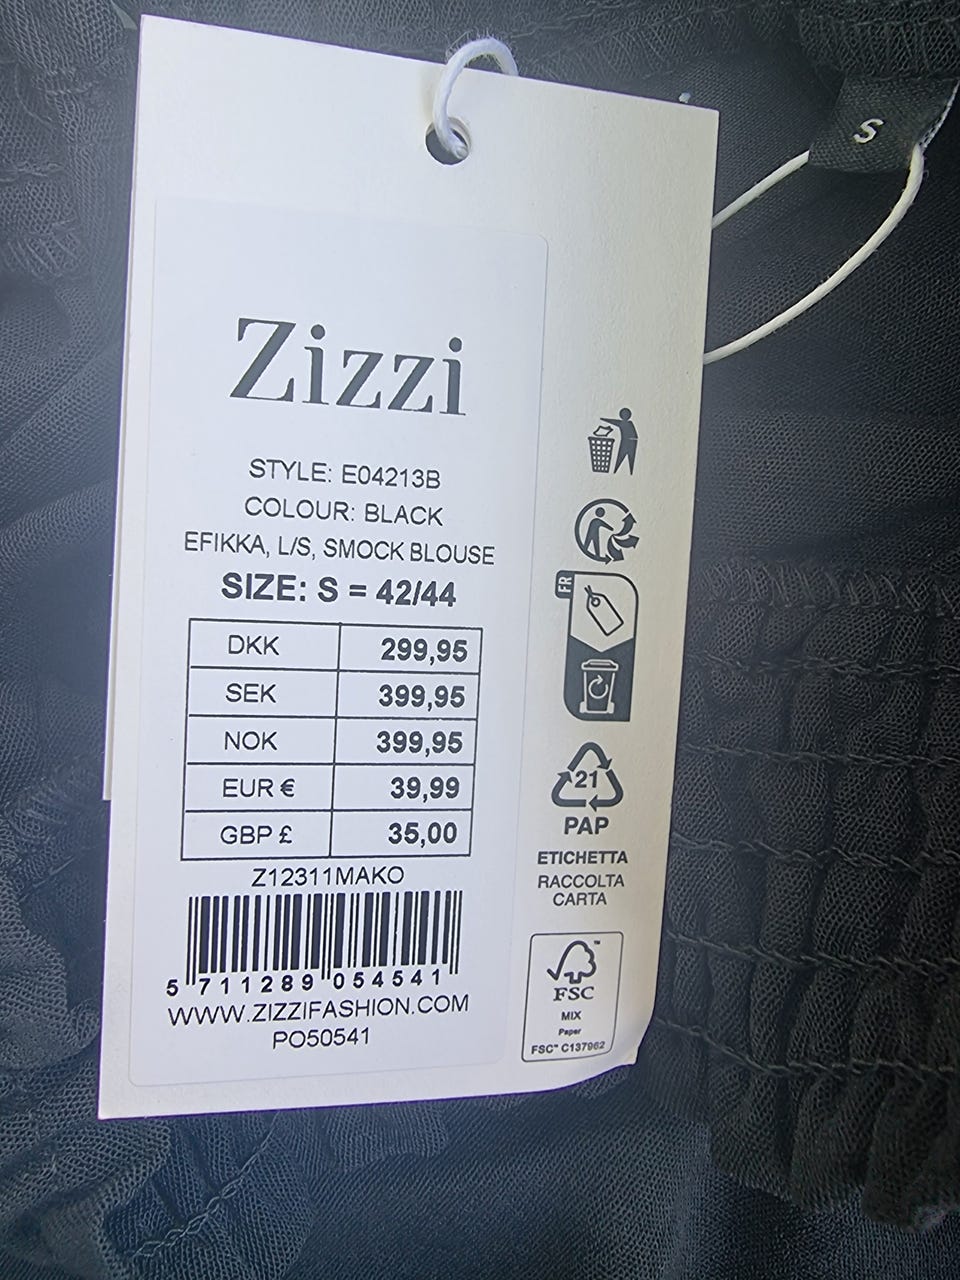 S
Zizzi
STYLE: E04213B
COLOUR: BLACK
EFIKKA, L/S, SMOCK BLOUSE
SIZE: S = 42/44
DKK 299,95
SEK 399,95
NOK 399,95
EUR € 39,99
GBP £ 35,00
Z12311MAKO
5 711289 054541
WWW.ZIZZIFASHION.COM
PO50541
FR
21
PAP
ETICHETTA
RACCOLTA
CARTA
FSC™
MIX
Paper
FSC™ C137962